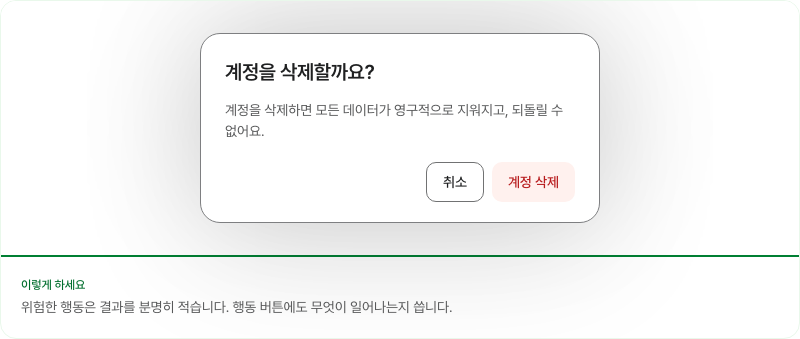 계정을 삭제할까요?
계정을 삭제하면 모든 데이터가 영구적으로 지워지고, 되돌릴 수
없어요.
취소
계정 삭제
이렇게 하세요
위험한 행동은 결과를 분명히 적습니다. 행동 버튼에도 무엇이 일어나는지 씁니다.